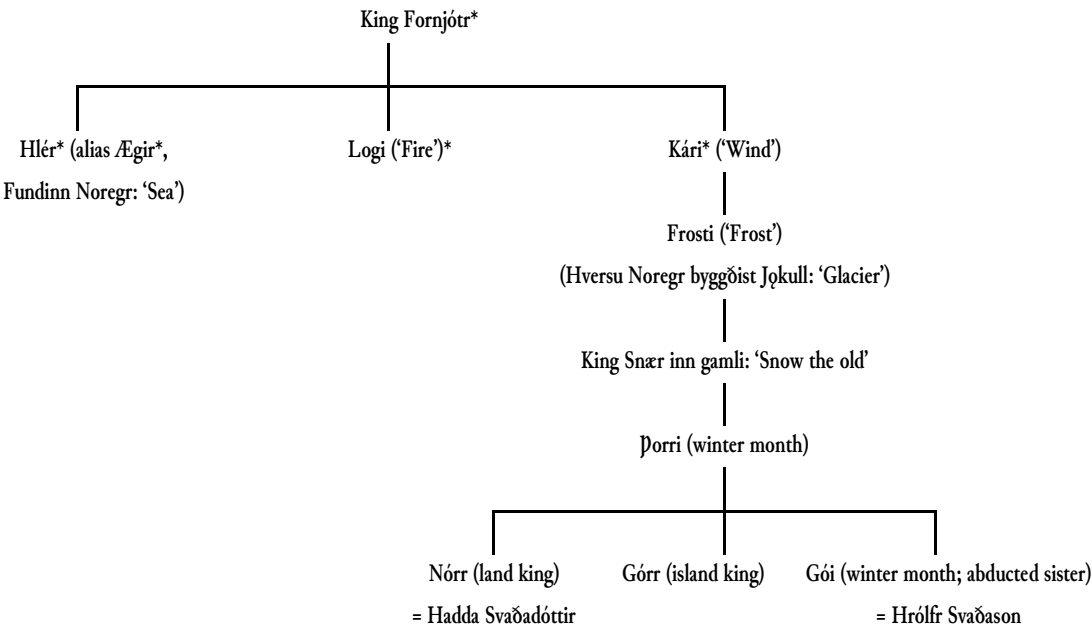 King Fornjótr*
Hlér* (alias Ægir*,
Fundinn Noregr: ‘Sea’)
Logi (‘Fire’)*
Kári* (‘Wind’)
Frosti (‘Frost’)
(Hversu Noregr byggðist Jǫkull: ‘Glacier’)
King Snær inn gamli: ‘Snow the old’
Þorri (winter month)
Nórr (land king)
= Hadda Svaðadóttir
Górr (island king)
Gói (winter month; abducted sister)
= Hrólfr Svaðason